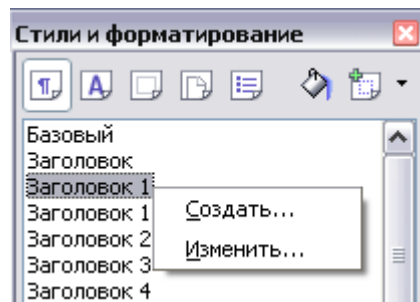 Стили и форматирование
Базовый
Заголовок
Заголовок 1
Заголовок 1
Заголовок 2
Заголовок 3
Заголовок 4
Создать...
Изменить...